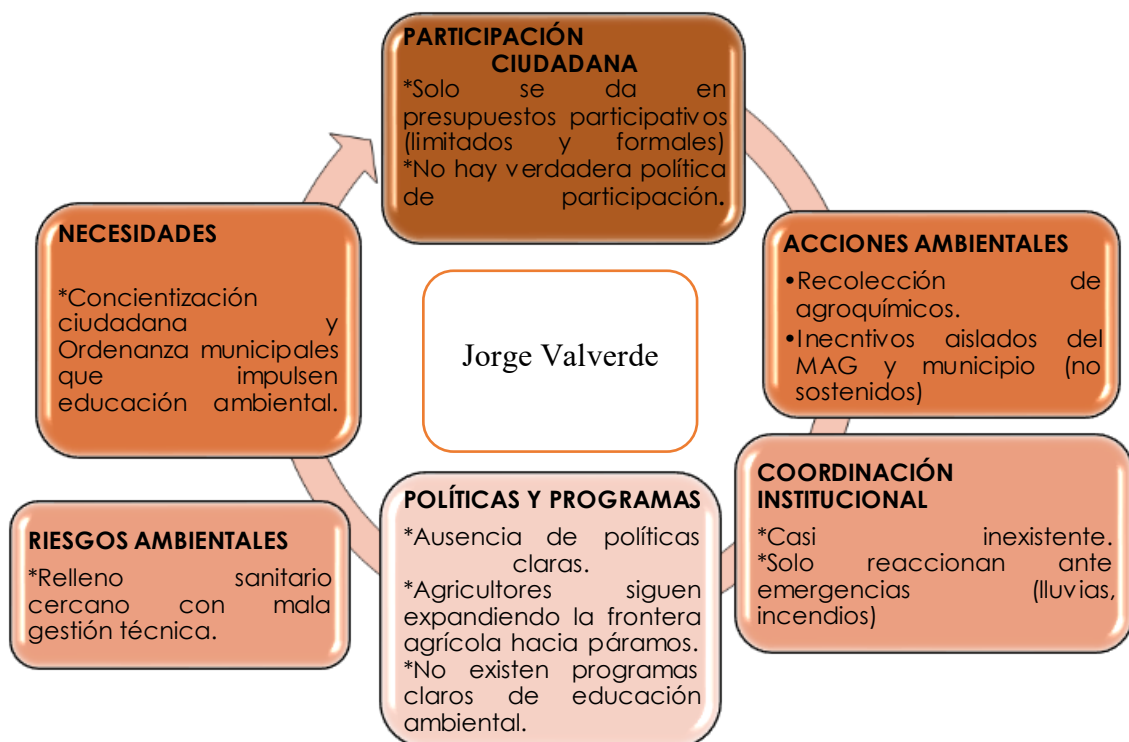 PARTICIPACIÓN
CIUDADANA
*Solo se da en
presupuestos participativos
(limitados y formales)
*No hay verdadera política
de participación.
ACCIONES AMBIENTALES
•Recolección de
agroquímicos.
•Inecntivos aislados del
MAG y municipio (no
sostenidos)
COORDINACIÓN
INSTITUCIONAL
*Casi inexistente.
*Solo reaccionan ante
emergencias (lluvias,
incendios)
POLÍTICAS Y PROGRAMAS
*Ausencia de políticas
claras.
*Agricultores siguen
expandiendo la frontera
agrícola hacia páramos.
*No existen programas
claros de educación
ambiental.
RIESGOS AMBIENTALES
*Relleno sanitario
cercano con mala
gestión técnica.
NECESIDADES
*Concientización
ciudadana y
Ordenanza municipales
que impulsen
educación ambiental.
Jorge Valverde